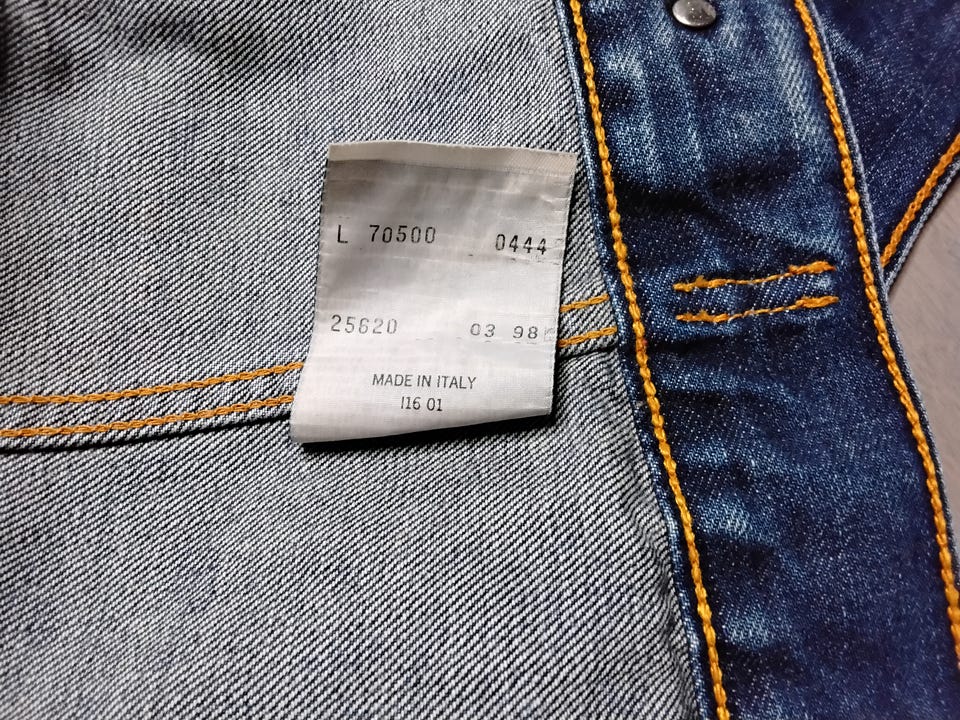 L 70500 0444
25620 03 98
MADE IN ITALY
I16 01